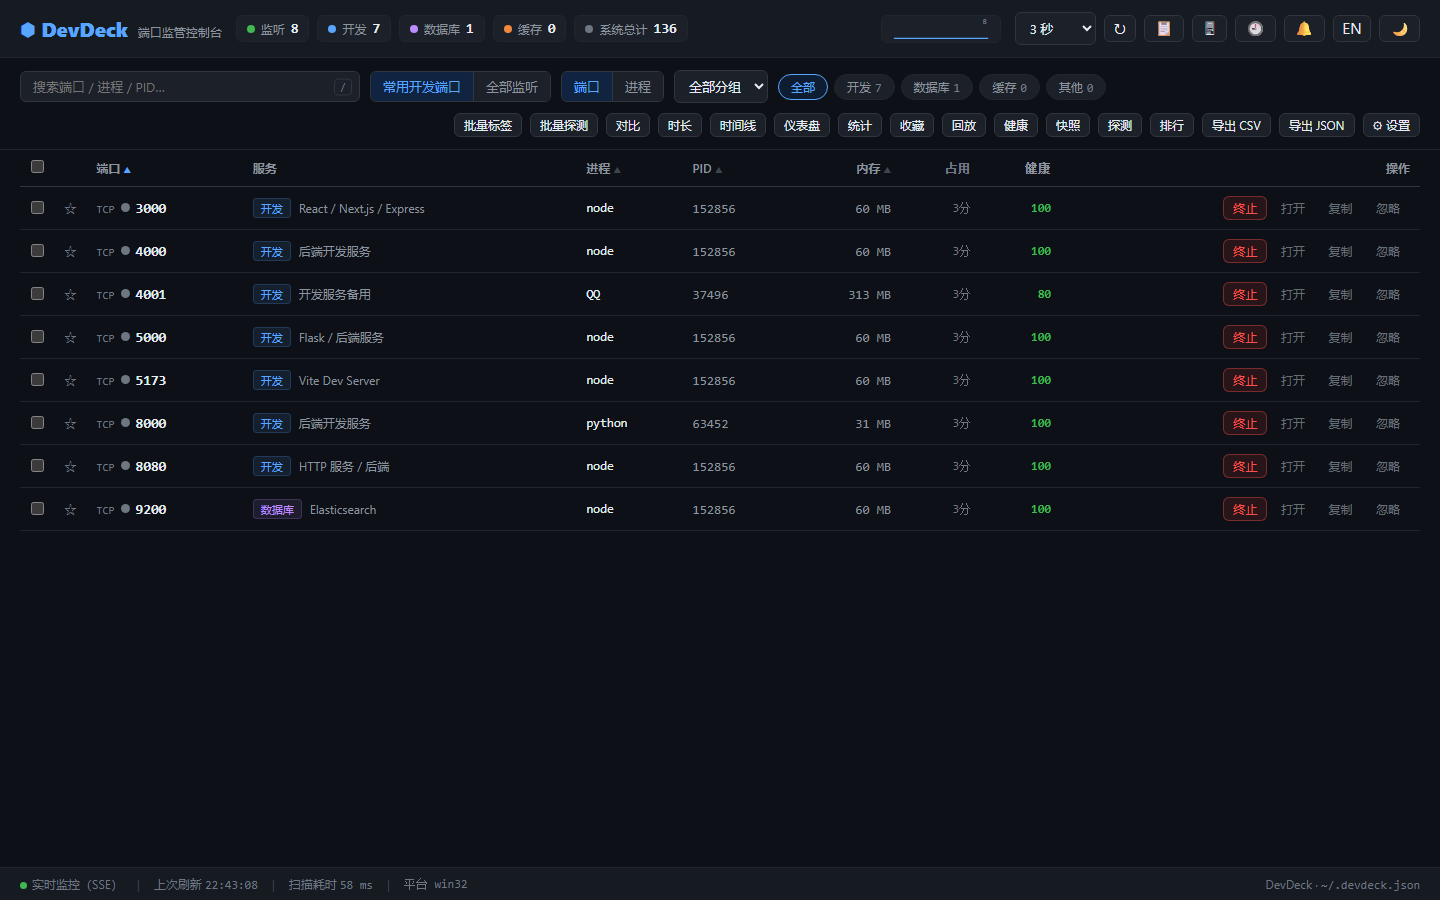 DevDeck 端口监管控制台 监听 8 开发 7 数据库 1 缓存 0 系统总计 136 8 3 秒 EN
搜索端口 / 进程 / PID... / 常用开发端口 全部监听 端口 进程 全部分组 全部 开发 7 数据库 1 缓存 0 其他 0
批量标签 批量探测 对比 时长 时间线 仪表盘 统计 收藏 回放 健康 快照 探测 排行 导出 CSV 导出 JSON ⚙ 设置
端口 ▲ 服务 进程 ▲ PID ▲ 内存 ▲ 占用 健康 操作
☆ TCP 3000 开发 React / Next.js / Express node 152856 60 MB 3分 100 终止 打开 复制 忽略
☆ TCP 4000 开发 后端开发服务 node 152856 60 MB 3分 100 终止 打开 复制 忽略
☆ TCP 4001 开发 开发服务备用 QQ 37496 313 MB 3分 80 终止 打开 复制 忽略
☆ TCP 5000 开发 Flask / 后端服务 node 152856 60 MB 3分 100 终止 打开 复制 忽略
☆ TCP 5173 开发 Vite Dev Server node 152856 60 MB 3分 100 终止 打开 复制 忽略
☆ TCP 8000 开发 后端开发服务 python 63452 31 MB 3分 100 终止 打开 复制 忽略
☆ TCP 8080 开发 HTTP 服务 / 后端 node 152856 60 MB 3分 100 终止 打开 复制 忽略
☆ TCP 9200 数据库 Elasticsearch node 152856 60 MB 3分 100 终止 打开 复制 忽略
实时监控 (SSE) | 上次刷新 22:43:08 | 扫描耗时 58 ms | 平台 win32 DevDeck · ~/.devdeck.json